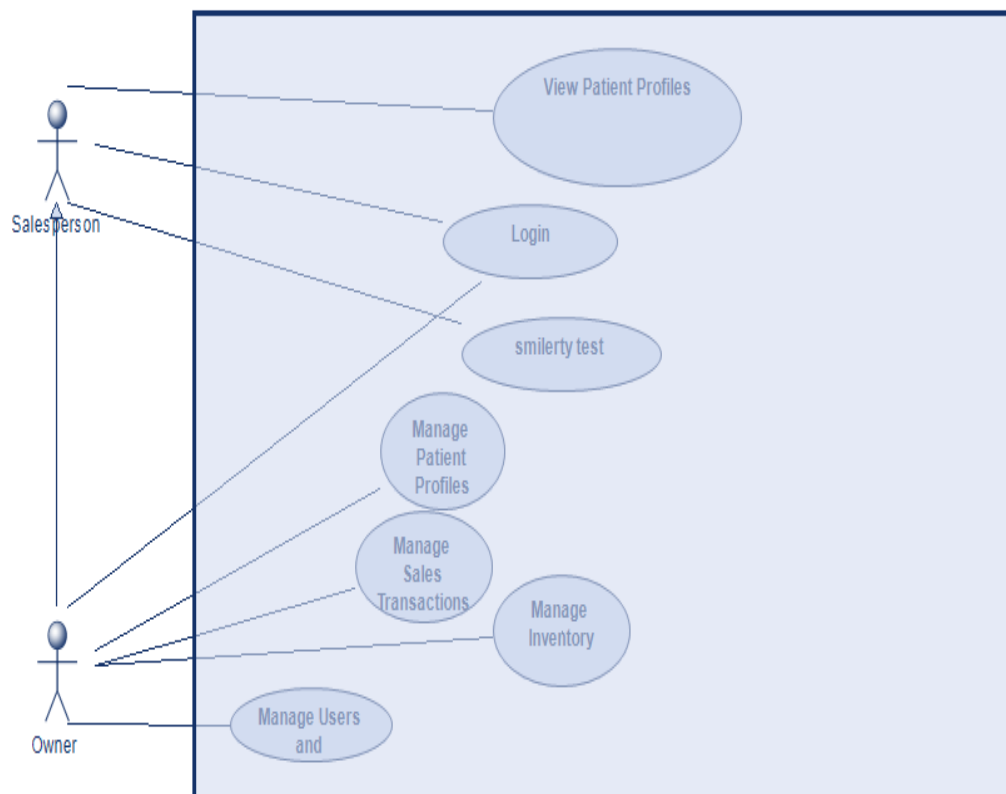 View Patient Profiles
Salesperson
Login
smilerty test
Manage
Patient
Profiles
Manage
Sales
Transactions
Manage
Inventory
Manage Users
and
Owner